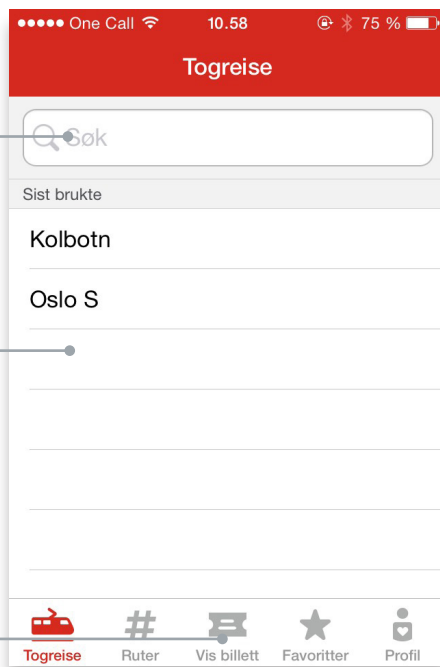 One Call 10.58 75 %
Togreise
Søk
Sist brukte
Kolbotn
Oslo S
Togreise Ruter Vis billett Favoritter Profil